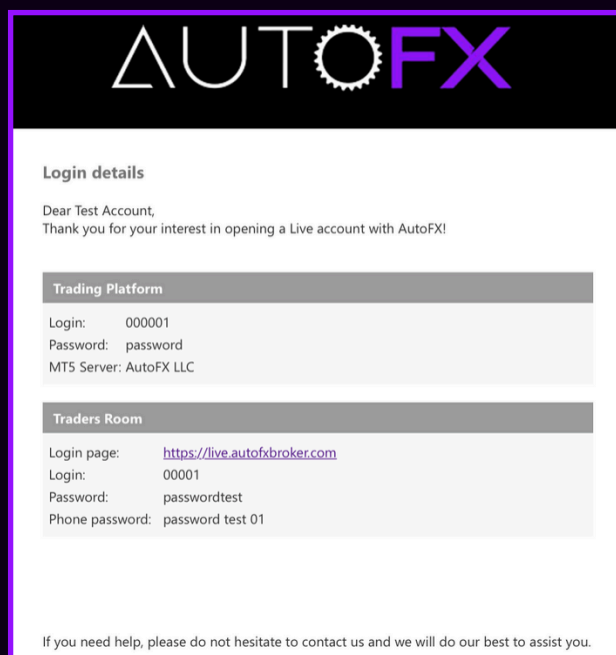 AUTOFX
Login details
Dear Test Account,
Thank you for your interest in opening a Live account with AutoFX!
Trading Platform
Login: 000001
Password: password
MT5 Server: AutoFX LLC
Traders Room
Login page: https://live.autofxbroker.com
Login: 00001
Password: passwordtest
Phone password: password test 01
If you need help, please do not hesitate to contact us and we will do our best to assist you.